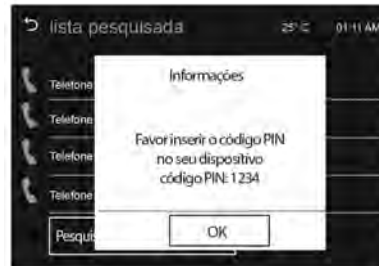 lista pesquisada 25° C 01:11 AM
Informações
Telefone
Telefone
Favor inserir o código PIN
no seu dispositivo
código PIN: 1234
Telefone
Telefone
Pesquis
OK